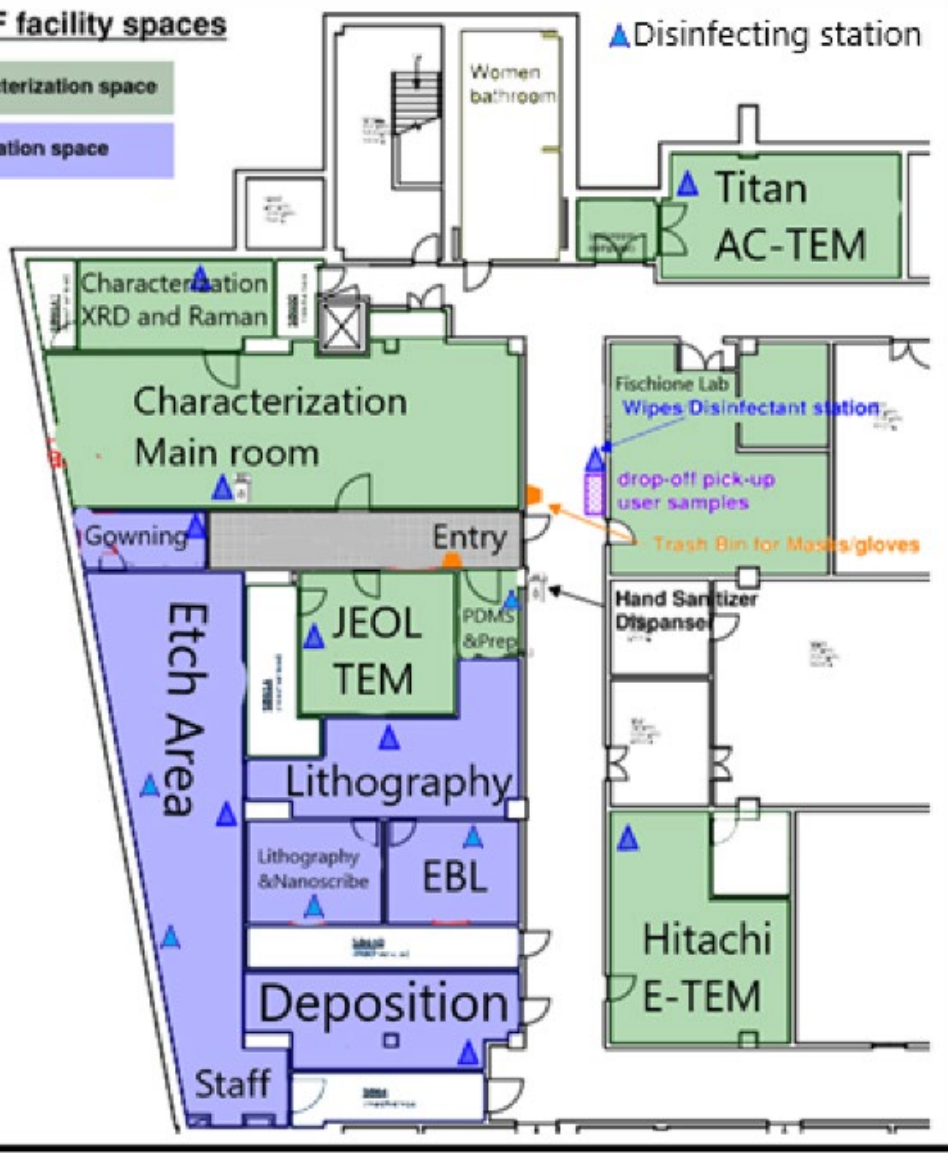 F facility spaces
cterization space
ation space
Disinfecting station
Women
bathroom
Titan
AC-TEM
Characterization
XRD and Raman
Characterization
Main room
Fischione Lab
Wipes Disinfectant station
drop-off pick-up
user samples
Gowning
Entry
Trash Bin for Masks/gloves
Hand Sanitizer
Dispenser
Etch Area
JEOL
TEM
PDMS
&Prep
Lithography
Lithography
&Nanoscribe
EBL
Hitachi
E-TEM
Deposition
Staff